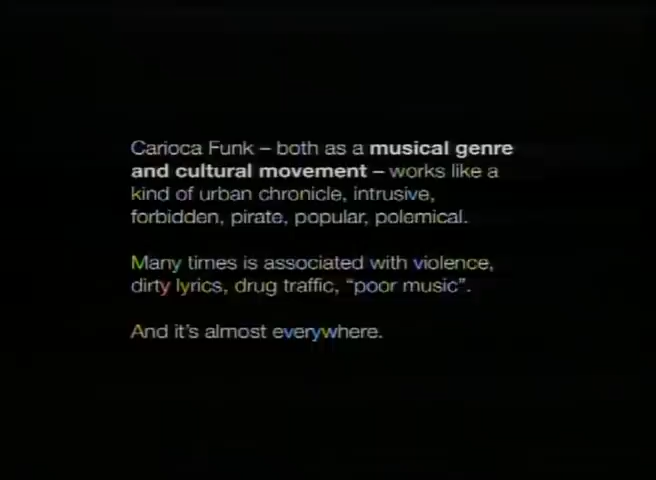 Carioca Funk – both as a musical genre
and cultural movement – works like a
kind of urban chronicle, intrusive,
forbidden, pirate, popular, polemical.
Many times is associated with violence,
dirty lyrics, drug traffic, “poor music”.
And it's almost everywhere.